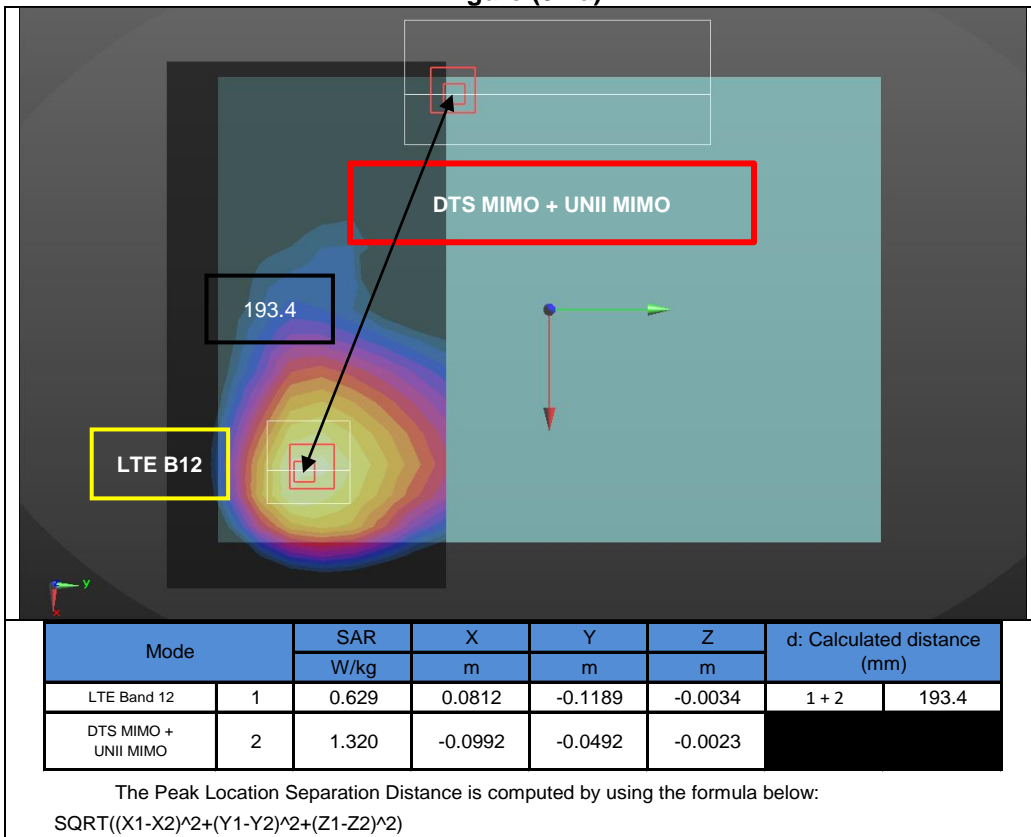 DTS MIMO + UNII MIMO
193.4
LTE B12
y
x
Mode SAR X Y Z d: Calculated distance (mm)
W/kg m m m
LTE Band 12 1 0.629 0.0812 -0.1189 -0.0034 1 + 2 193.4
DTS MIMO +
UNII MIMO 2 1.320 -0.0992 -0.0492 -0.0023
The Peak Location Separation Distance is computed by using the formula below:
SQRT((X1-X2)^2+(Y1-Y2)^2+(Z1-Z2)^2)